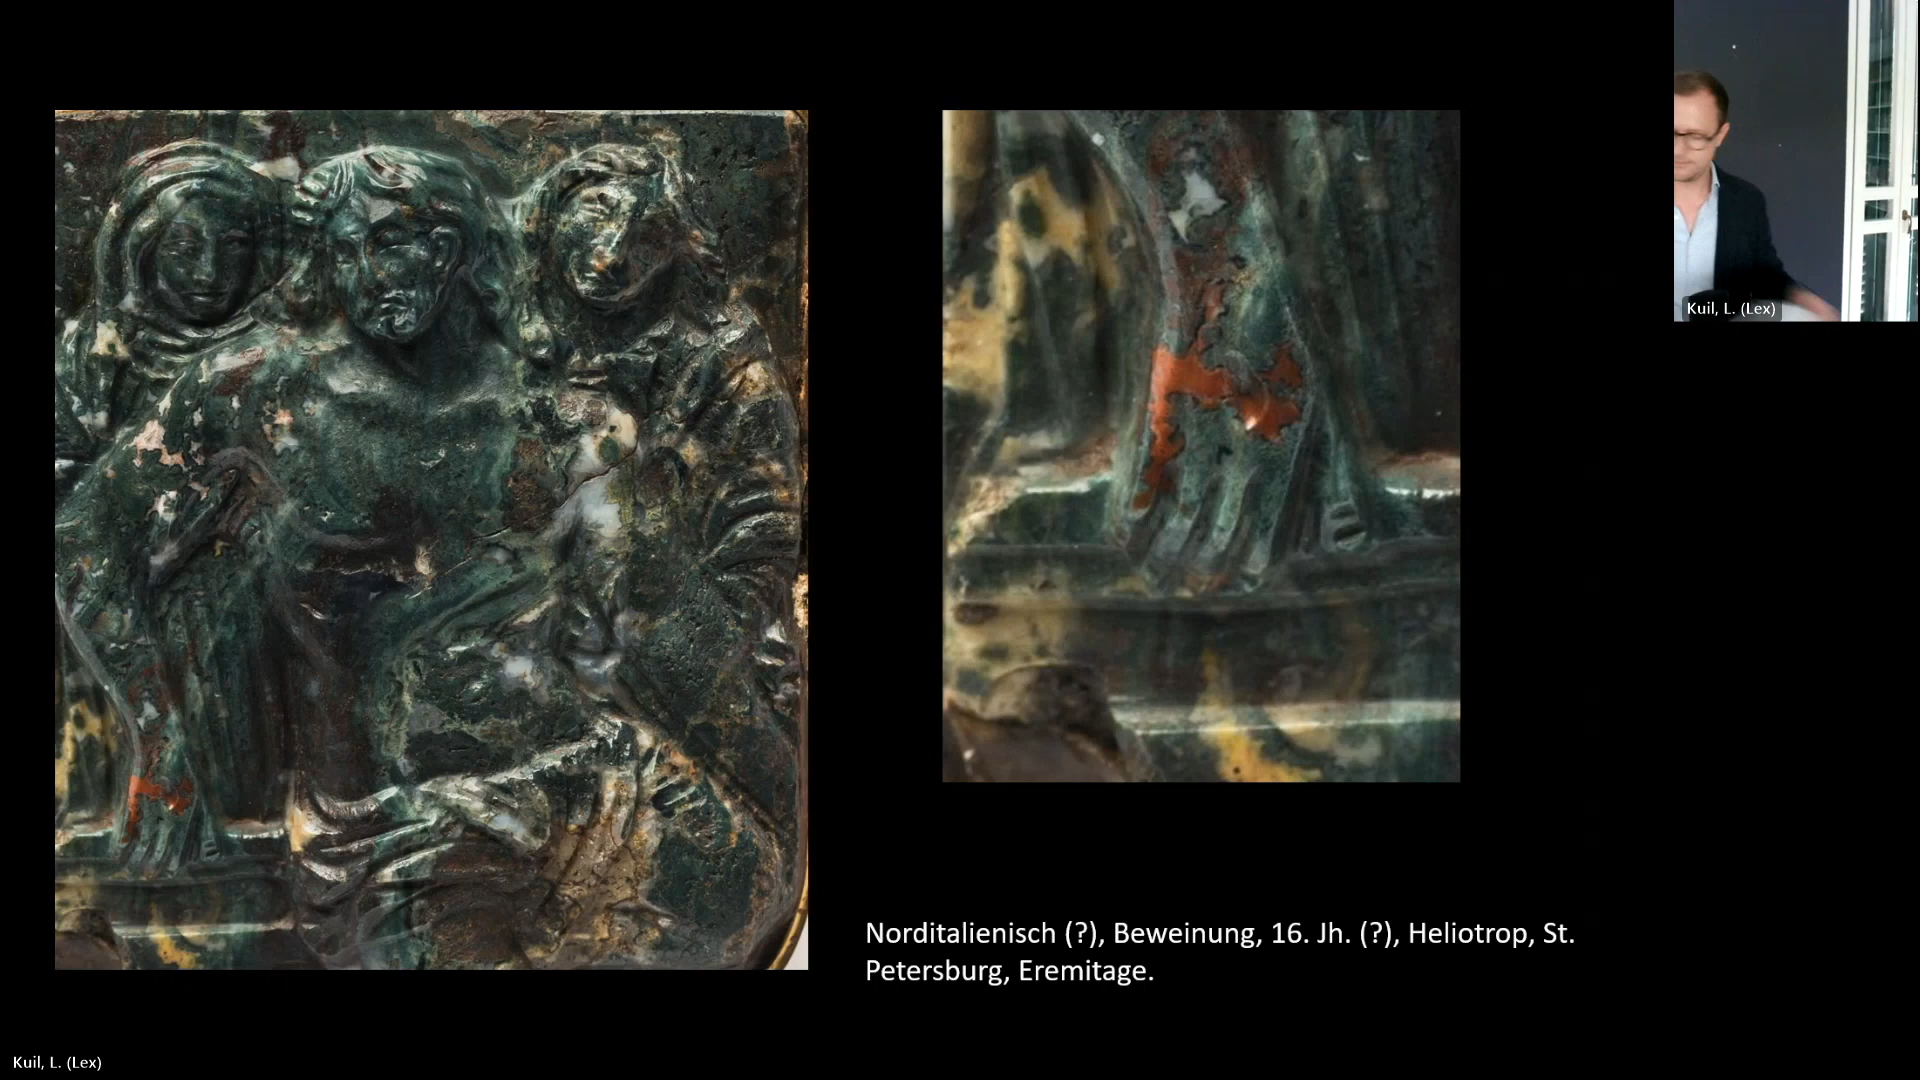 Kuil, L. (Lex)
Norditalienisch (?), Beweinung, 16. Jh. (?), Heliotrop, St.
Petersburg, Eremitage.
Kuil, L. (Lex)